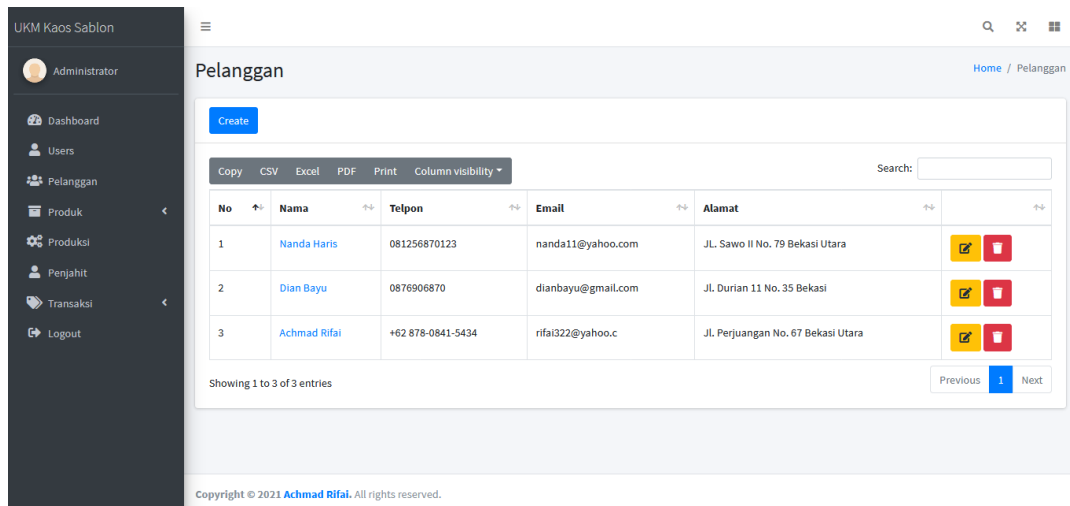 UKM Kaos Sablon
Administrator
Dashboard
Users
Pelanggan
Produk
Produksi
Penjahit
Transaksi
Logout
Pelanggan
Home / Pelanggan
Create
Copy CSV Excel PDF Print Column visibility
Search:
No Nama Telpon Email Alamat
1 Nanda Haris 081256870123 nanda11@yahoo.com JL. Sawo II No. 79 Bekasi Utara
2 Dian Bayu 0876906870 dianbayu@gmail.com Jl. Durian 11 No. 35 Bekasi
3 Achmad Rifai +62 878-0841-5434 rifai322@yahoo.c Jl. Perjuangan No. 67 Bekasi Utara
Showing 1 to 3 of 3 entries
Previous 1 Next
Copyright © 2021 Achmad Rifai. All rights reserved.